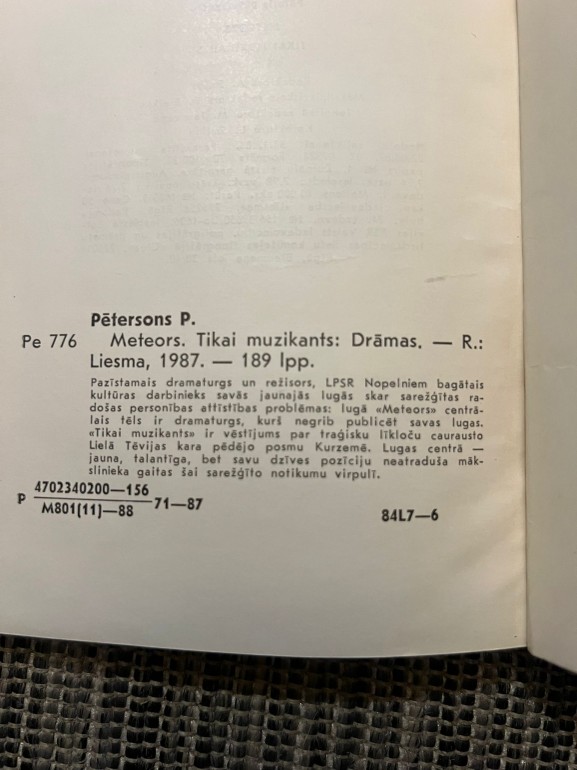 Pētersons P.
Pe 776 Meteors. Tikai muzikants: Drāmas. — R.:
Liesma, 1987. — 189 lpp.
Pazīstamais dramaturgs un režisors, LPSR Nopelniem bagātais
kultūras darbinieks savās jaunajās lugās skar sarežģītas ra-
došas personības attīstības problēmas: lugā «Meteors» centrā-
lais tēls ir dramaturgs, kurš negrib publicēt savas lugas.
«Tikai muzikants» ir vēstījums par traģisku likloču caurausto
Lielā Tēvijas kara pēdējo posmu Kurzemē. Lugas centrā —
jauna, talantīga, bet savu dzīves pozīciju neatraduša māk-
slinieka gaitas šai sarežģīto notikumu virpulī.
P 4702340200—156
M801(11)—88 71—87
84L7—6